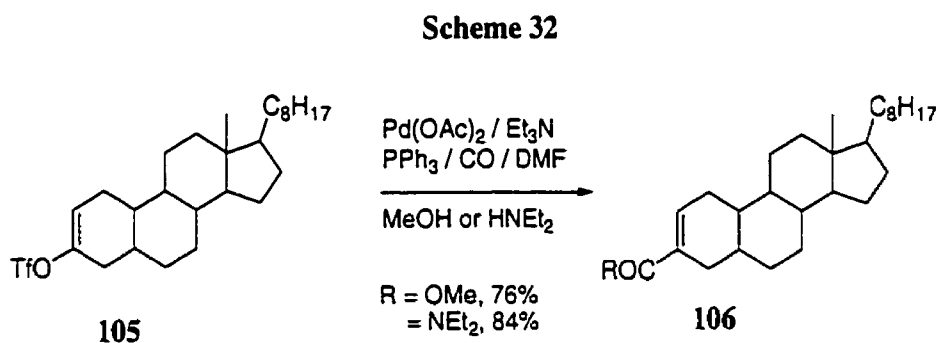 Scheme 32
C8H17
TfO
105
Pd(OAc)2 / Et3N
PPh3 / CO / DMF
MeOH or HNEt2
R = OMe, 76%
= NEt2, 84%
C8H17
ROC
106